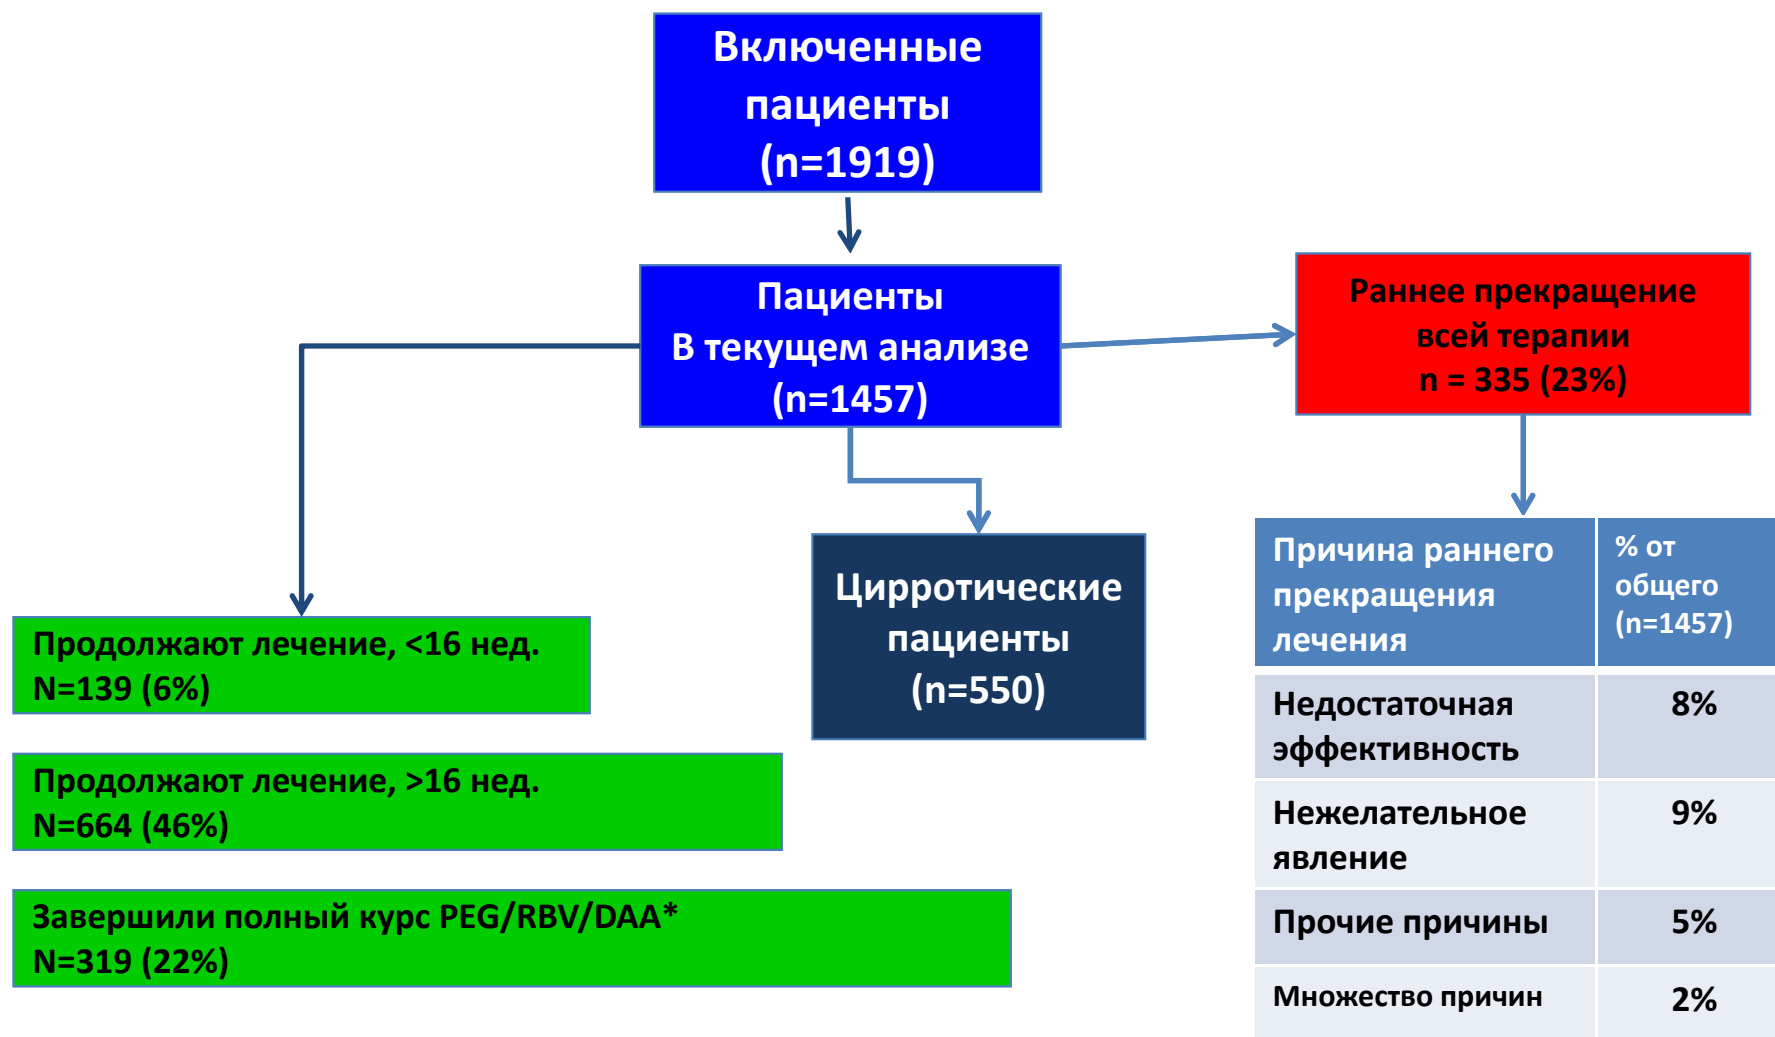 Включенные
пациенты
(n=1919)
Пациенты
В текущем анализе
(n=1457)
Раннее прекращение
всей терапии
n = 335 (23%)
Цирротические
пациенты
(n=550)
Продолжают лечение, <16 нед.
N=139 (6%)
Продолжают лечение, >16 нед.
N=664 (46%)
Завершили полный курс PEG/RBV/DAA*
N=319 (22%)
Причина раннего
прекращения
лечения
% от
общего
(n=1457)
Недостаточная
эффективность
8%
Нежелательное
явление
9%
Прочие причины
5%
Множество причин
2%